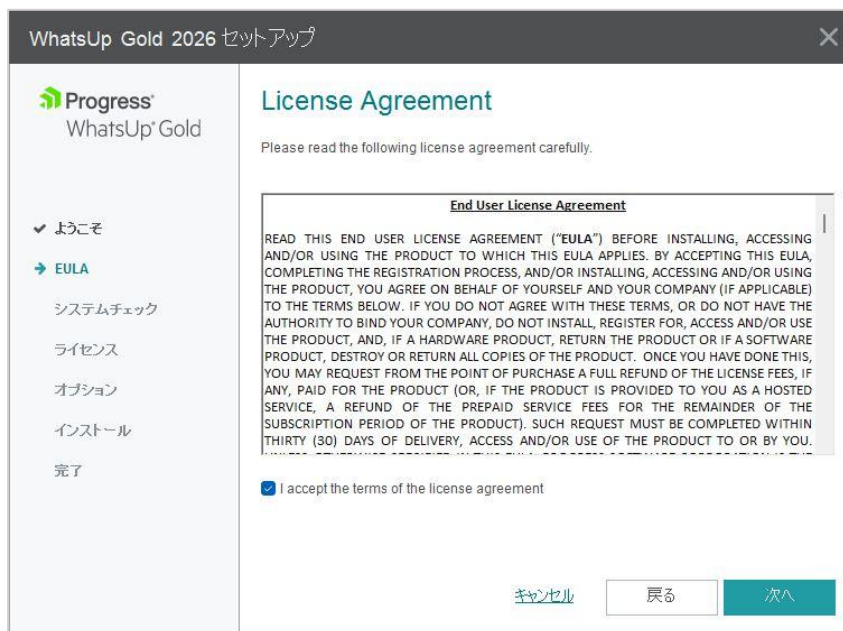 WhatsUp Gold 2026 セットアップ
Progress®
WhatsUp® Gold
✔ ようこそ
➔ EULA
システムチェック
ライセンス
オプション
インストール
完了
License Agreement
Please read the following license agreement carefully.
End User License Agreement
READ THIS END USER LICENSE AGREEMENT (“EULA”) BEFORE INSTALLING, ACCESSING
AND/OR USING THE PRODUCT TO WHICH THIS EULA APPLIES. BY ACCEPTING THIS EULA,
COMPLETING THE REGISTRATION PROCESS, AND/OR INSTALLING, ACCESSING AND/OR USING
THE PRODUCT, YOU AGREE ON BEHALF OF YOURSELF AND YOUR COMPANY (IF APPLICABLE)
TO THE TERMS BELOW. IF YOU DO NOT AGREE WITH THESE TERMS, OR DO NOT HAVE THE
AUTHORITY TO BIND YOUR COMPANY, DO NOT INSTALL, REGISTER FOR, ACCESS AND/OR USE
THE PRODUCT, AND, IF A HARDWARE PRODUCT, RETURN THE PRODUCT OR IF A SOFTWARE
PRODUCT, DESTROY OR RETURN ALL COPIES OF THE PRODUCT. ONCE YOU HAVE DONE THIS,
YOU MAY REQUEST FROM THE POINT OF PURCHASE A FULL REFUND OF THE LICENSE FEES, IF
ANY, PAID FOR THE PRODUCT (OR, IF THE PRODUCT IS PROVIDED TO YOU AS A HOSTED
SERVICE, A REFUND OF THE PREPAID SERVICE FEES FOR THE REMAINDER OF THE
SUBSCRIPTION PERIOD OF THE PRODUCT). SUCH REQUEST MUST BE COMPLETED WITHIN
THIRTY (30) DAYS OF DELIVERY, ACCESS AND/OR USE OF THE PRODUCT TO OR BY YOU.
I accept the terms of the license agreement
キャンセル
戻る
次へ